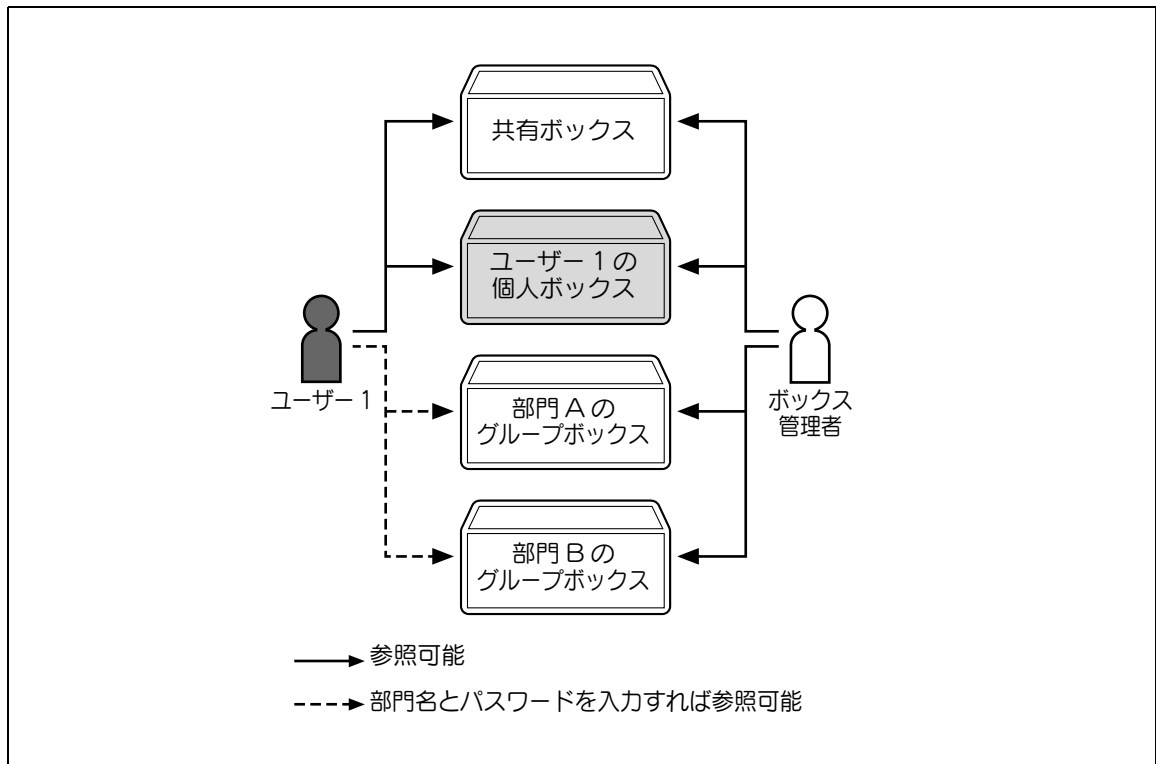 共有ボックス
ユーザー1の
個人ボックス
ユーザー1
部門Aの
グループボックス
ボックス
管理者
部門Bの
グループボックス
参照可能
部門名とパスワードを入力すれば参照可能